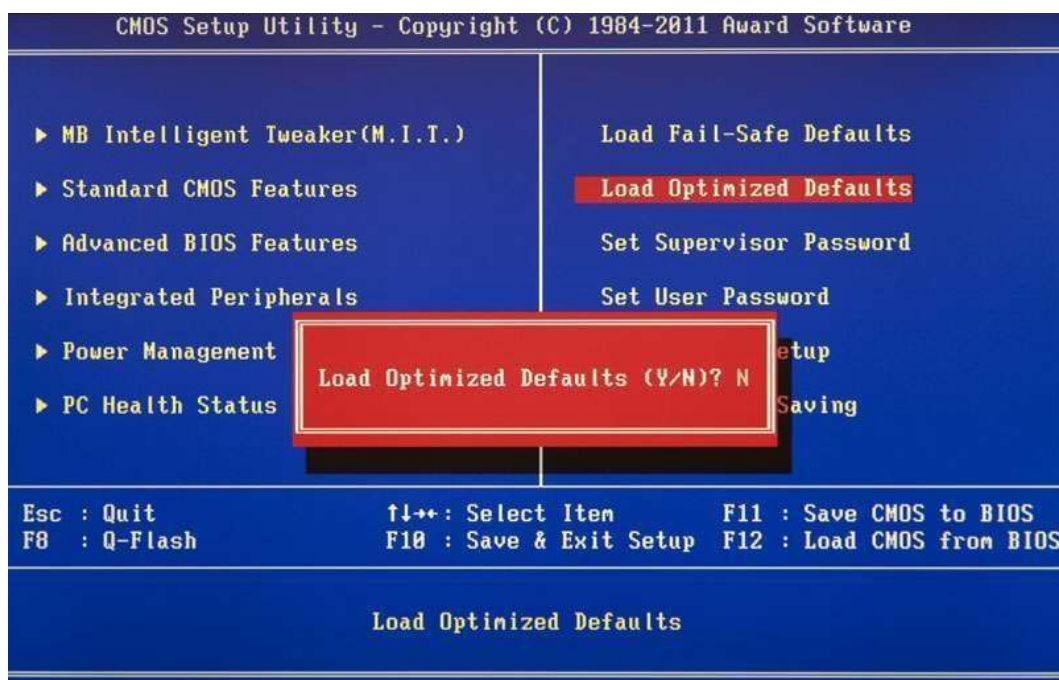 CMOS Setup Utility - Copyright (C) 1984-2011 Award Software
▶ MB Intelligent Tweaker(M.I.T.)
▶ Standard CMOS Features
▶ Advanced BIOS Features
▶ Integrated Peripherals
▶ Power Management
▶ PC Health Status
Load Fail-Safe Defaults
Load Optimized Defaults
Set Supervisor Password
Set User Password
etup
Saving
Load Optimized Defaults (Y/N)? N
Esc : Quit
F8 : Q-Flash
↑↓→←: Select Item
F10 : Save & Exit Setup
F11 : Save CMOS to BIOS
F12 : Load CMOS from BIOS
Load Optimized Defaults